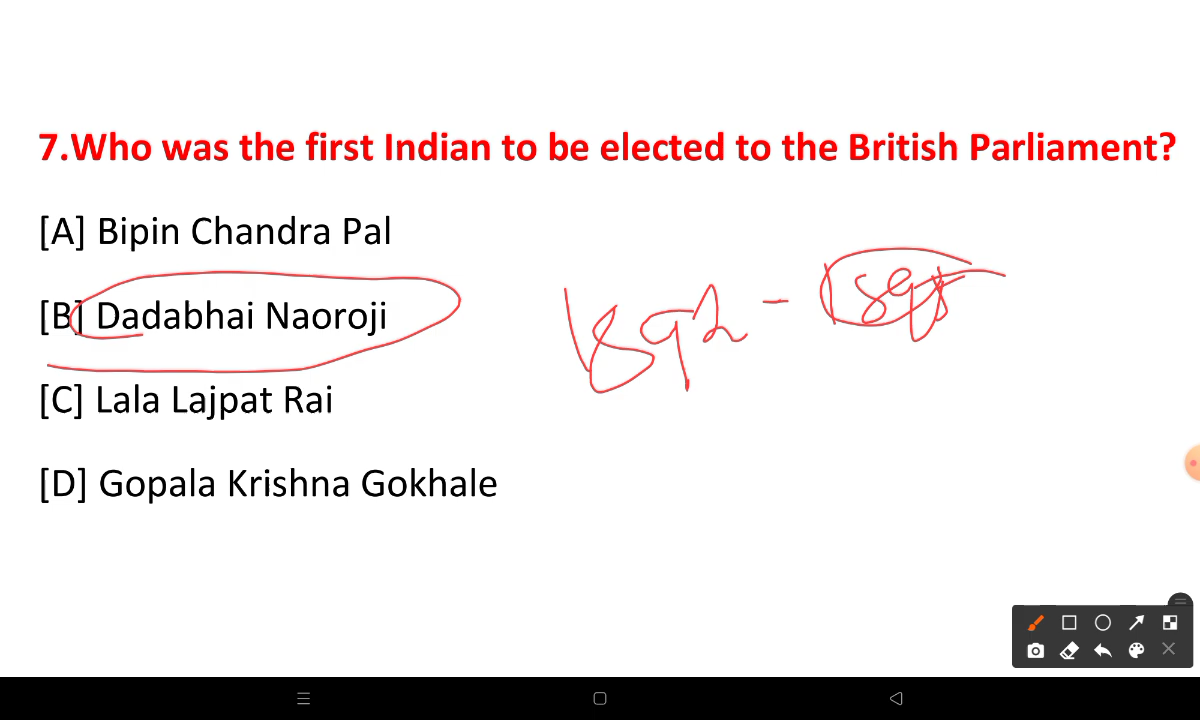 7.Who was the first Indian to be elected to the British Parliament?
[A] Bipin Chandra Pal
[B] Dadabhai Naoroji
1892 - 1895
[C] Lala Lajpat Rai
[D] Gopala Krishna Gokhale